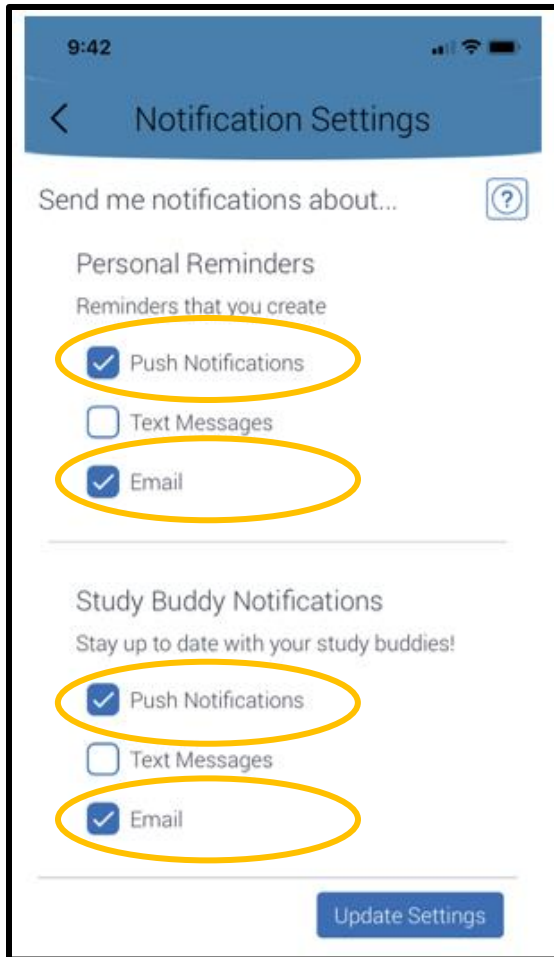 9:42
Notification Settings
Send me notifications about...
?
Personal Reminders
Reminders that you create
Push Notifications
Text Messages
Email
Study Buddy Notifications
Stay up to date with your study buddies!
Push Notifications
Text Messages
Email
Update Settings